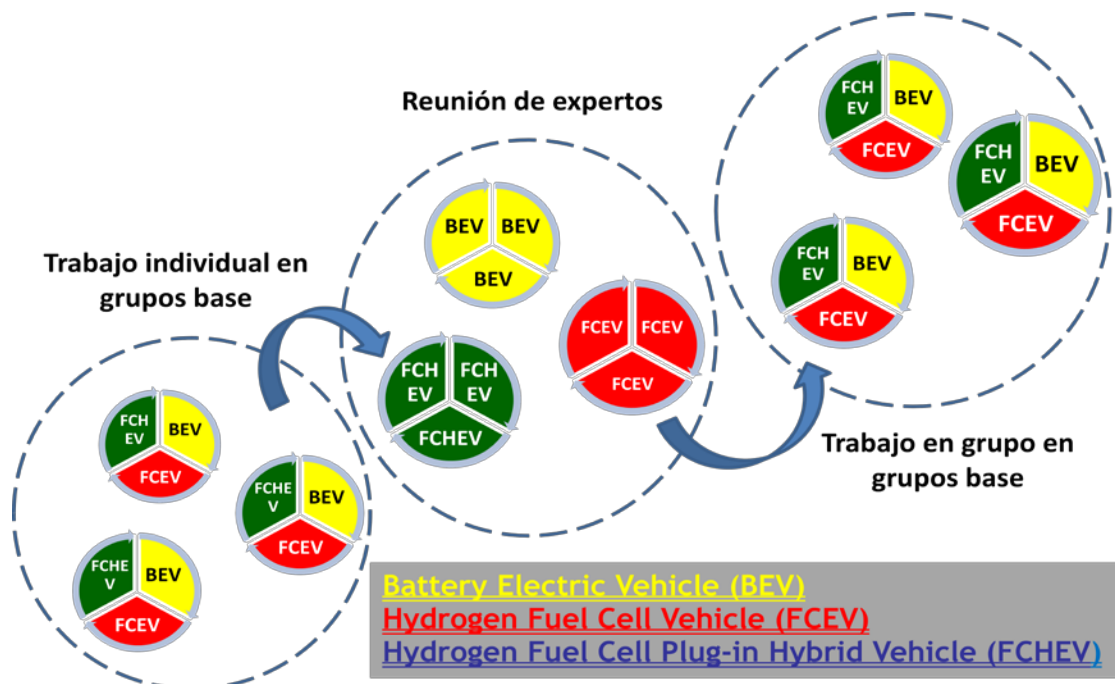 Trabajo individual en
grupos base
FCH
EV
BEV
FCEV
FCHE
V
BEV
FCEV
FCHE
V
BEV
FCEV
Reunión de expertos
BEV
BEV
BEV
FCEV
FCEV
FCEV
FCH
EV
FCH
EV
FCHEV
FCH
EV
BEV
FCEV
FCH
EV
BEV
FCEV
FCH
EV
BEV
FCEV
Trabajo en grupo en
grupos base
Battery Electric Vehicle (BEV)
Hydrogen Fuel Cell Vehicle (FCEV)
Hydrogen Fuel Cell Plug-in Hybrid Vehicle (FCHEV)